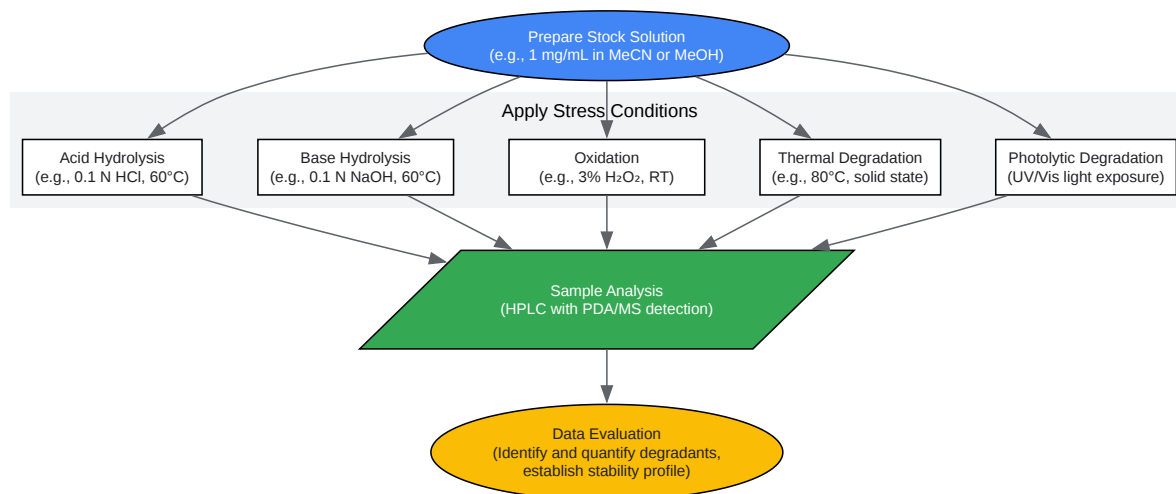 Prepare Stock Solution
(e.g., 1 mg/mL in MeCN or MeOH)
Apply Stress Conditions
Acid Hydrolysis
(e.g., 0.1 N HCl, 60°C)
Base Hydrolysis
(e.g., 0.1 N NaOH, 60°C)
Oxidation
(e.g., 3% H₂O₂, RT)
Thermal Degradation
(e.g., 80°C, solid state)
Photolytic Degradation
(UV/Vis light exposure)
Sample Analysis
(HPLC with PDA/MS detection)
Data Evaluation
(Identify and quantify degradants,
establish stability profile)